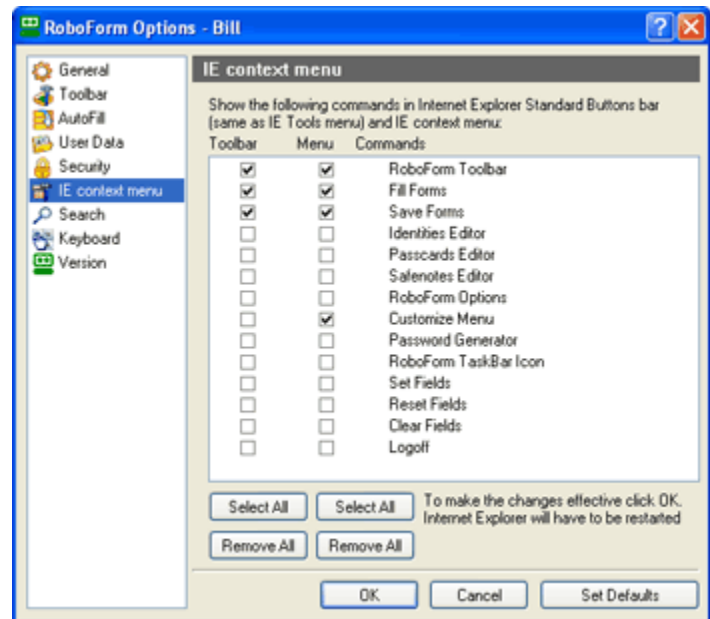 RoboForm Options - Bill
General
Toolbar
AutoFill
User Data
Security
IE context menu
Search
Keyboard
Version
IE context menu
Show the following commands in Internet Explorer Standard Buttons bar
(same as IE Tools menu) and IE context menu:
Toolbar Menu Commands
RoboForm Toolbar
Fill Forms
Save Forms
Identities Editor
Passcards Editor
Safenotes Editor
RoboForm Options
Customize Menu
Password Generator
RoboForm TaskBar Icon
Set Fields
Reset Fields
Clear Fields
Logoff
Select All Select All
To make the changes effective click OK.
Internet Explorer will have to be restarted
Remove All Remove All
OK Cancel Set Defaults